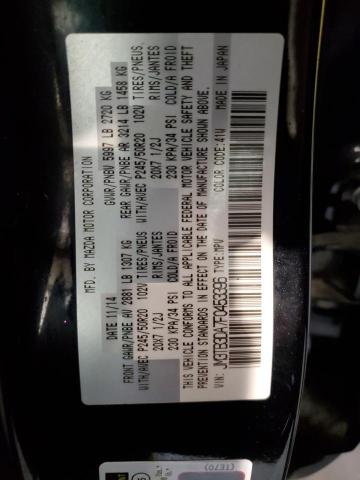 MFD. BY MAZDA MOTOR CORPORATION
DATE 11/14 GVWR/PNBV 5997 LB 2720 KG
FRONT GAWR/PNBE AV 2881 LB 1307 KG REAR GAWR/PNBE AR 3214 LB 1458 KG
WITH/AVEC P245/50R20 102V TIRES/PNEUS, WITH/AVEC P245/50R20 102V TIRES/PNEUS,
20X7 1/2J RIMS/JANTES 20X7 1/2J RIMS/JANTES
230 KPA/34 PSI COLD/A FROID 230 KPA/34 PSI COLD/A FROID
THIS VEHICLE CONFORMS TO ALL APPLICABLE FEDERAL MOTOR VEHICLE SAFETY AND THEFT
PREVENTION STANDARDS IN EFFECT ON THE DATE OF MANUFACTURE SHOWN ABOVE.
VIN: JM3TB3DA7F0463396 TYPE:MPV COLOR CODE:41W MADE IN JAPAN
(TE70)